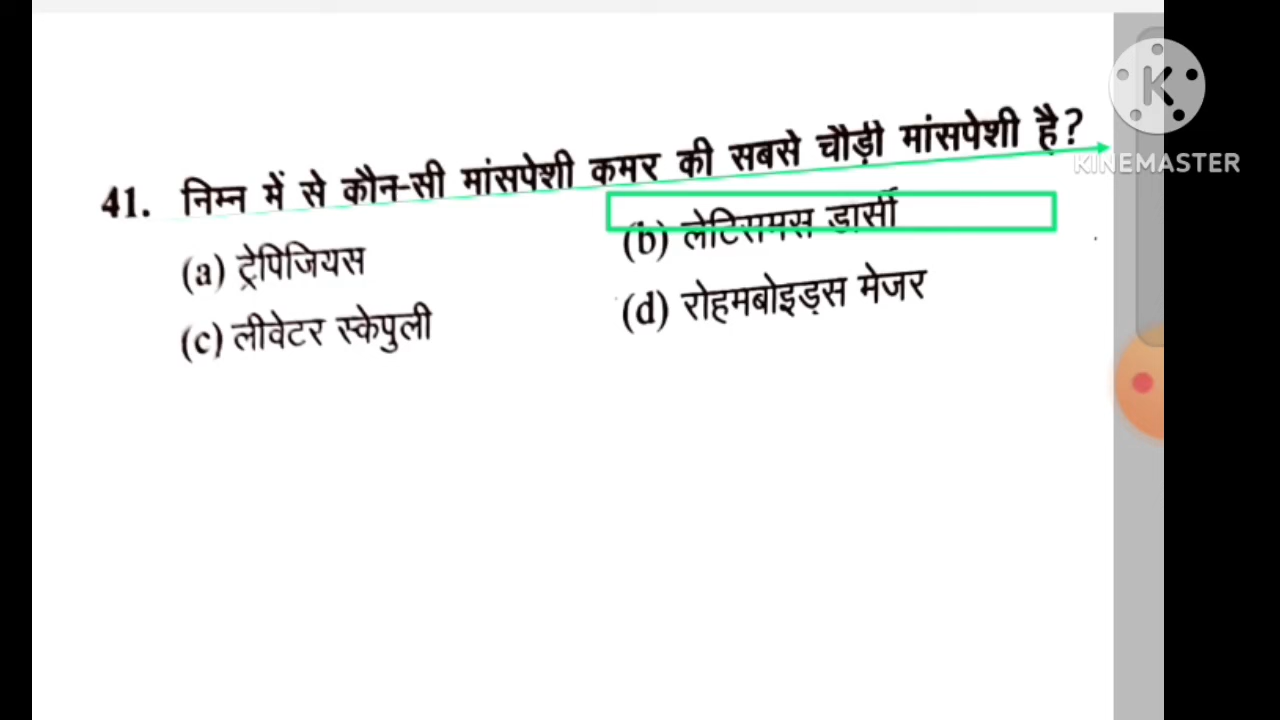 41. निम्न में से कौन-सी मांसपेशी कमर की सबसे चौड़ी मांसपेशी है?
(a) ट्रेपिजियस (b) लेटिसमस डार्सी
(c) लीवेटर स्केपुली (d) रोहमबोइड्स मेजर
KINEMASTER